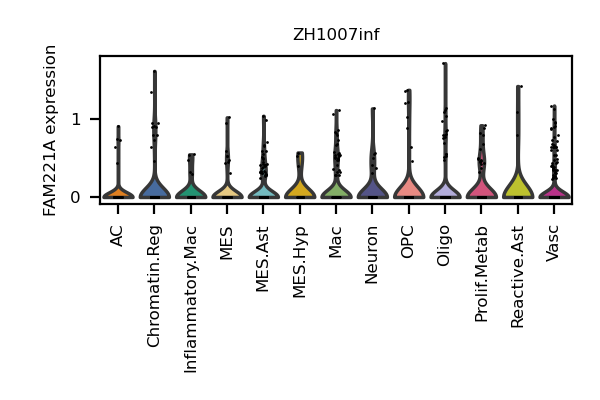 ZH1007inf
FAM221A expression
1
0
AC
Chromatin.Reg
Inflammatory.Mac
MES
MES.Ast
MES.Hyp
Mac
Neuron
OPC
Oligo
Prolif.Metab
Reactive.Ast
Vasc